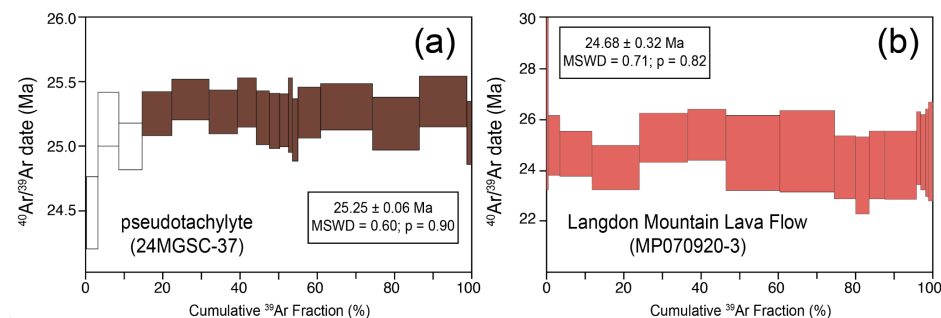 (a)
26.0
25.5
25.0
24.5
⁴⁰Ar/³⁹Ar date (Ma)
pseudotachylyte
(24MGSC-37)
25.25 ± 0.06 Ma
MSWD = 0.60; p = 0.90
0 20 40 60 80 100
Cumulative ³⁹Ar Fraction (%)
(b)
30
28
26
24
22
⁴⁰Ar/³⁹Ar date (Ma)
24.68 ± 0.32 Ma
MSWD = 0.71; p = 0.82
Langdon Mountain Lava Flow
(MP070920-3)
0 20 40 60 80 100
Cumulative ³⁹Ar Fraction (%)